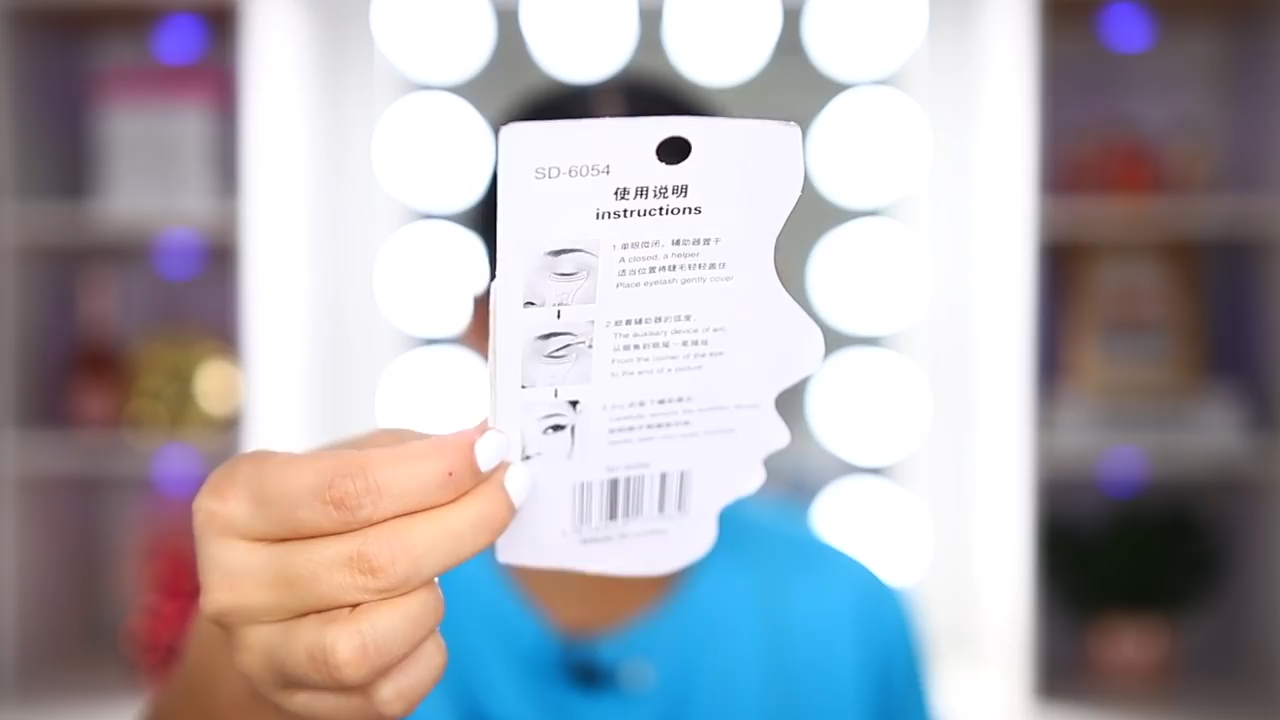 SD-6054
使用说明
instructions
1.单眼微闭，辅助器置于
A closed, a helper
适当位置将睫毛轻轻盖住
Place eyelash gently cover
2.眼着辅助器的弧度，
The auxiliary device of arc.
从眼角到眼尾一笔描画
From the corner of the eye
to the end of a picture